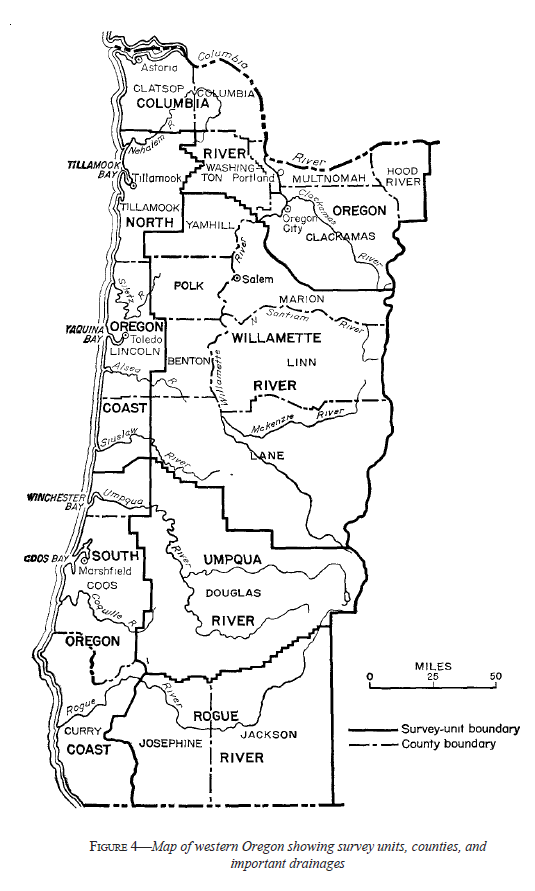 Columbia
Astoria
CLATSOP
COLUMBIA
COLUMBIA
Nehalem R.
RIVER
River
TILLAMOOK
BAY
WASHING-
TON
Portland
MULTNOMAH
HOOD
RIVER
Tillamook
TILLAMOOK
NORTH
YAMHILL
Clackamas
OREGON
Oregon
City
CLACKAMAS
River
River
Salem
POLK
Siletz R.
MARION
N Santiam River
YAQUINA
BAY
OREGON
Toledo
LINCOLN
WILLAMETTE
BENTON
LINN
Alsea R.
Willamette
RIVER
COAST
McKenzie River
Siuslaw River
LANE
WINCHESTER
BAY
Umpqua
River
COOS BAY
SOUTH
UMPQUA
Marshfield
COOS
DOUGLAS
Coquille R.
RIVER
OREGON
MILES
0 25 50
Rogue River
ROGUE
CURRY
COAST
JOSEPHINE
JACKSON
RIVER
Survey-unit boundary
County boundary
FIGURE 4—Map of western Oregon showing survey units, counties, and
important drainages